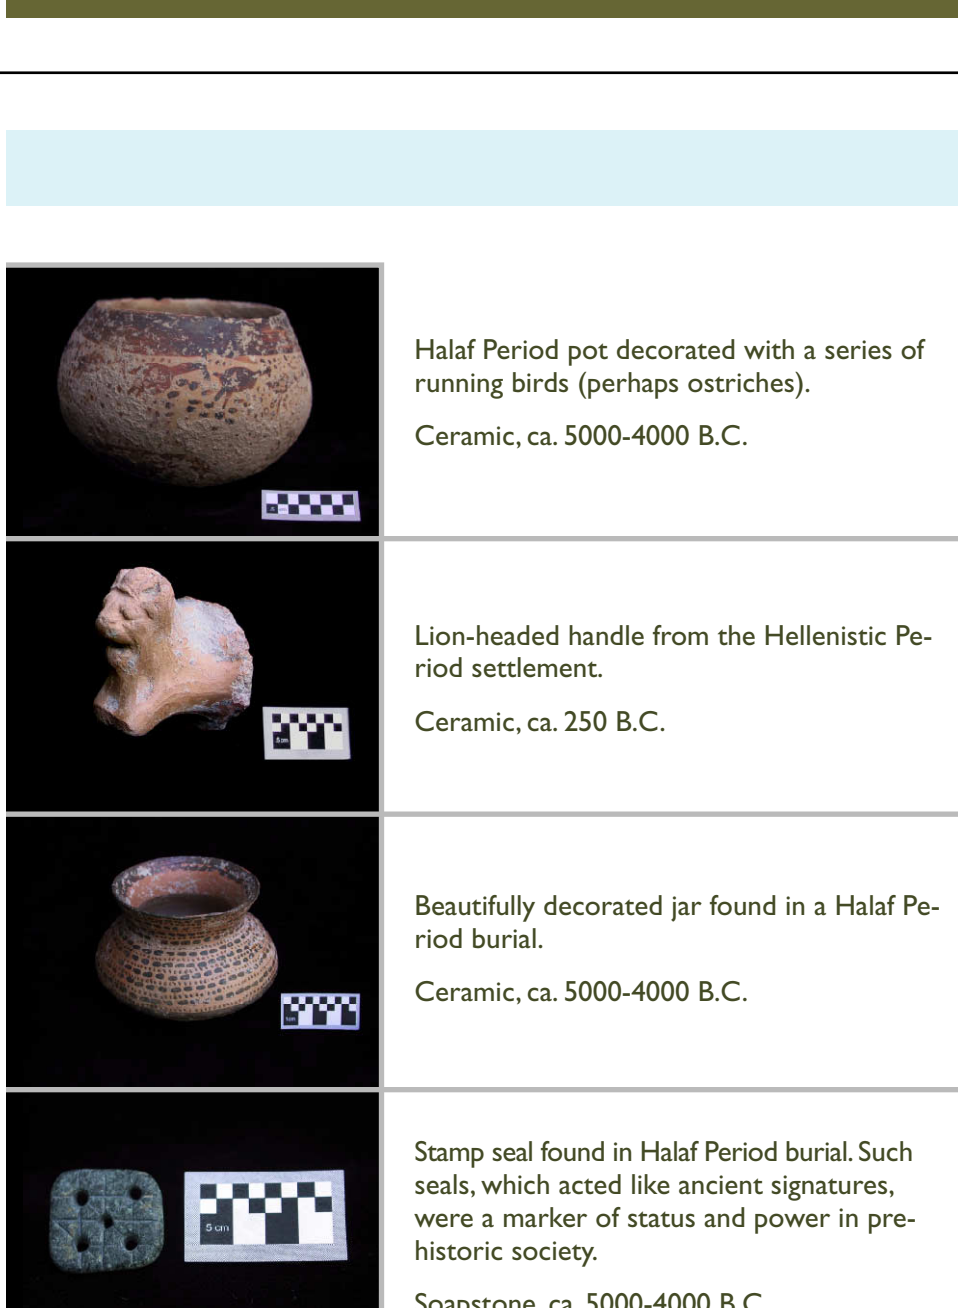 Halaf Period pot decorated with a series of
running birds (perhaps ostriches).
Ceramic, ca. 5000-4000 B.C.
Lion-headed handle from the Hellenistic Pe-
riod settlement.
Ceramic, ca. 250 B.C.
5 cm
Beautifully decorated jar found in a Halaf Pe-
riod burial.
Ceramic, ca. 5000-4000 B.C.
Stamp seal found in Halaf Period burial. Such
seals, which acted like ancient signatures,
were a marker of status and power in pre-
historic society.
5 cm
Soapstone, ca. 5000-4000 B.C.